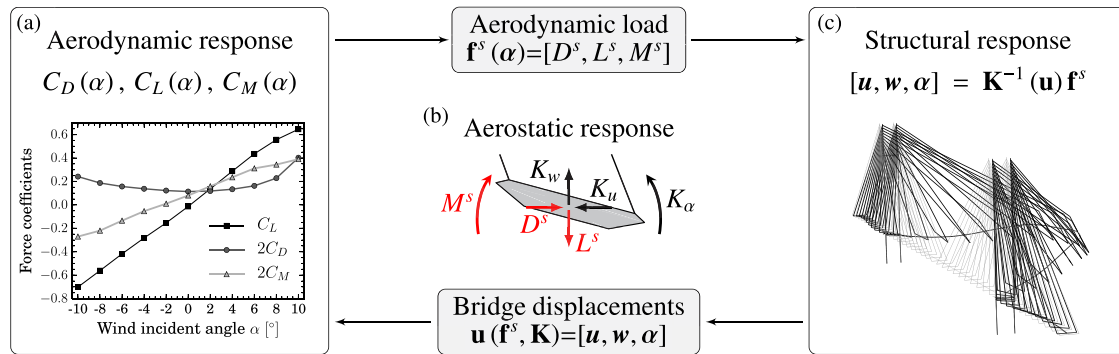 (a)
Aerodynamic response
C_D(α), C_L(α), C_M(α)
Force coefficients
0.6
0.4
0.2
0.0
−0.2
−0.4
−0.6
−0.8
C_L
2C_D
2C_M
-10 -8 -6 -4 -2 0 2 4 6 8 10
Wind incident angle α [°]
Aerodynamic load
f^s(α)=[D^s, L^s, M^s]
(b)
Aerostatic response
K_w
K_u
K_α
M^s
D^s
L^s
Bridge displacements
u(f^s, K)=[u, w, α]
(c)
Structural response
[u, w, α] = K^−1(u)f^s